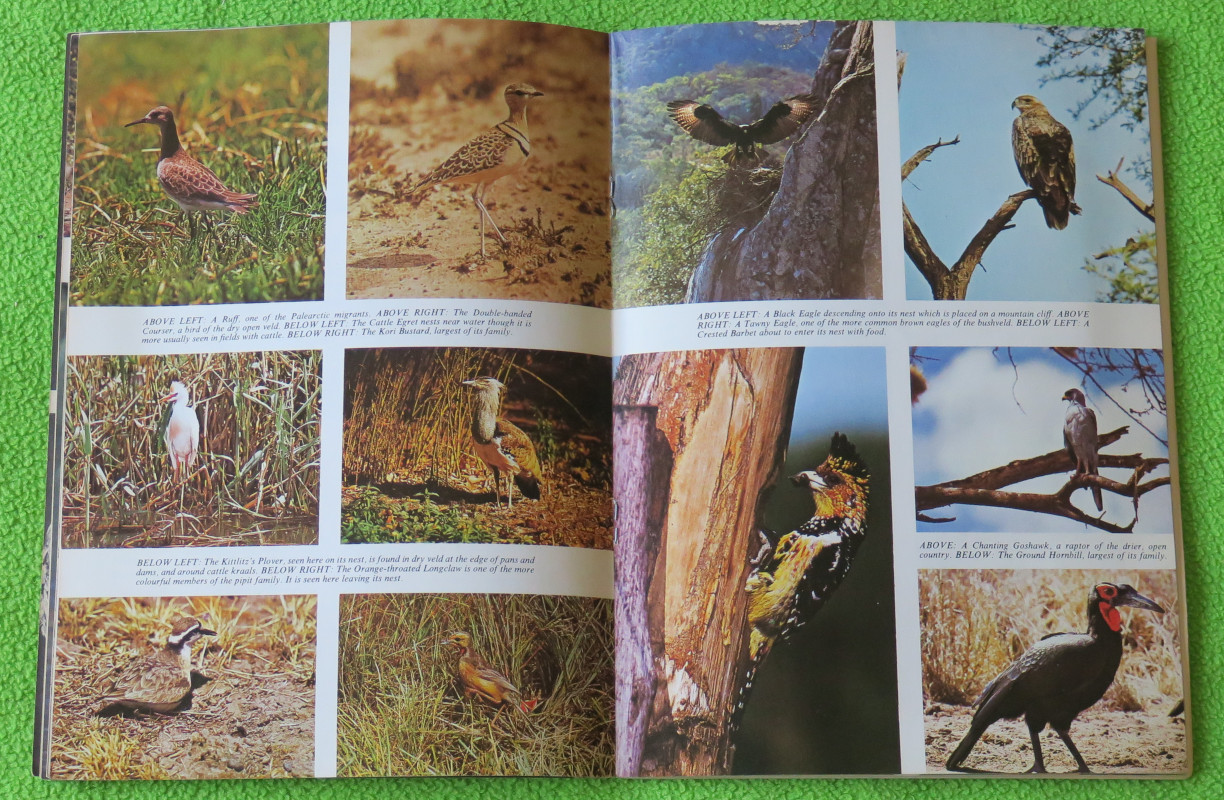 ABOVE LEFT: A Ruff, one of the Palearctic migrants. ABOVE RIGHT: The Double-banded
Courser, a bird of the dry open veld. BELOW LEFT: The Cattle Egret nests near water though it is
more usually seen in fields with cattle. BELOW RIGHT: The Kori Bustard, largest of its family.
BELOW LEFT: The Kittlitz's Plover, seen here on its nest, is found in dry veld at the edge of pans and
dams, and around cattle kraals. BELOW RIGHT: The Orange-throated Longclaw is one of the more
colourful members of the pipit family. It is seen here leaving its nest.
ABOVE LEFT: A Black Eagle descending onto its nest which is placed on a mountain cliff. ABOVE
RIGHT: A Tawny Eagle, one of the more common brown eagles of the bushveld. BELOW LEFT: A
Crested Barbet about to enter its nest with food.
ABOVE: A Chanting Goshawk, a raptor of the drier, open
country. BELOW: The Ground Hornbill, largest of its family.